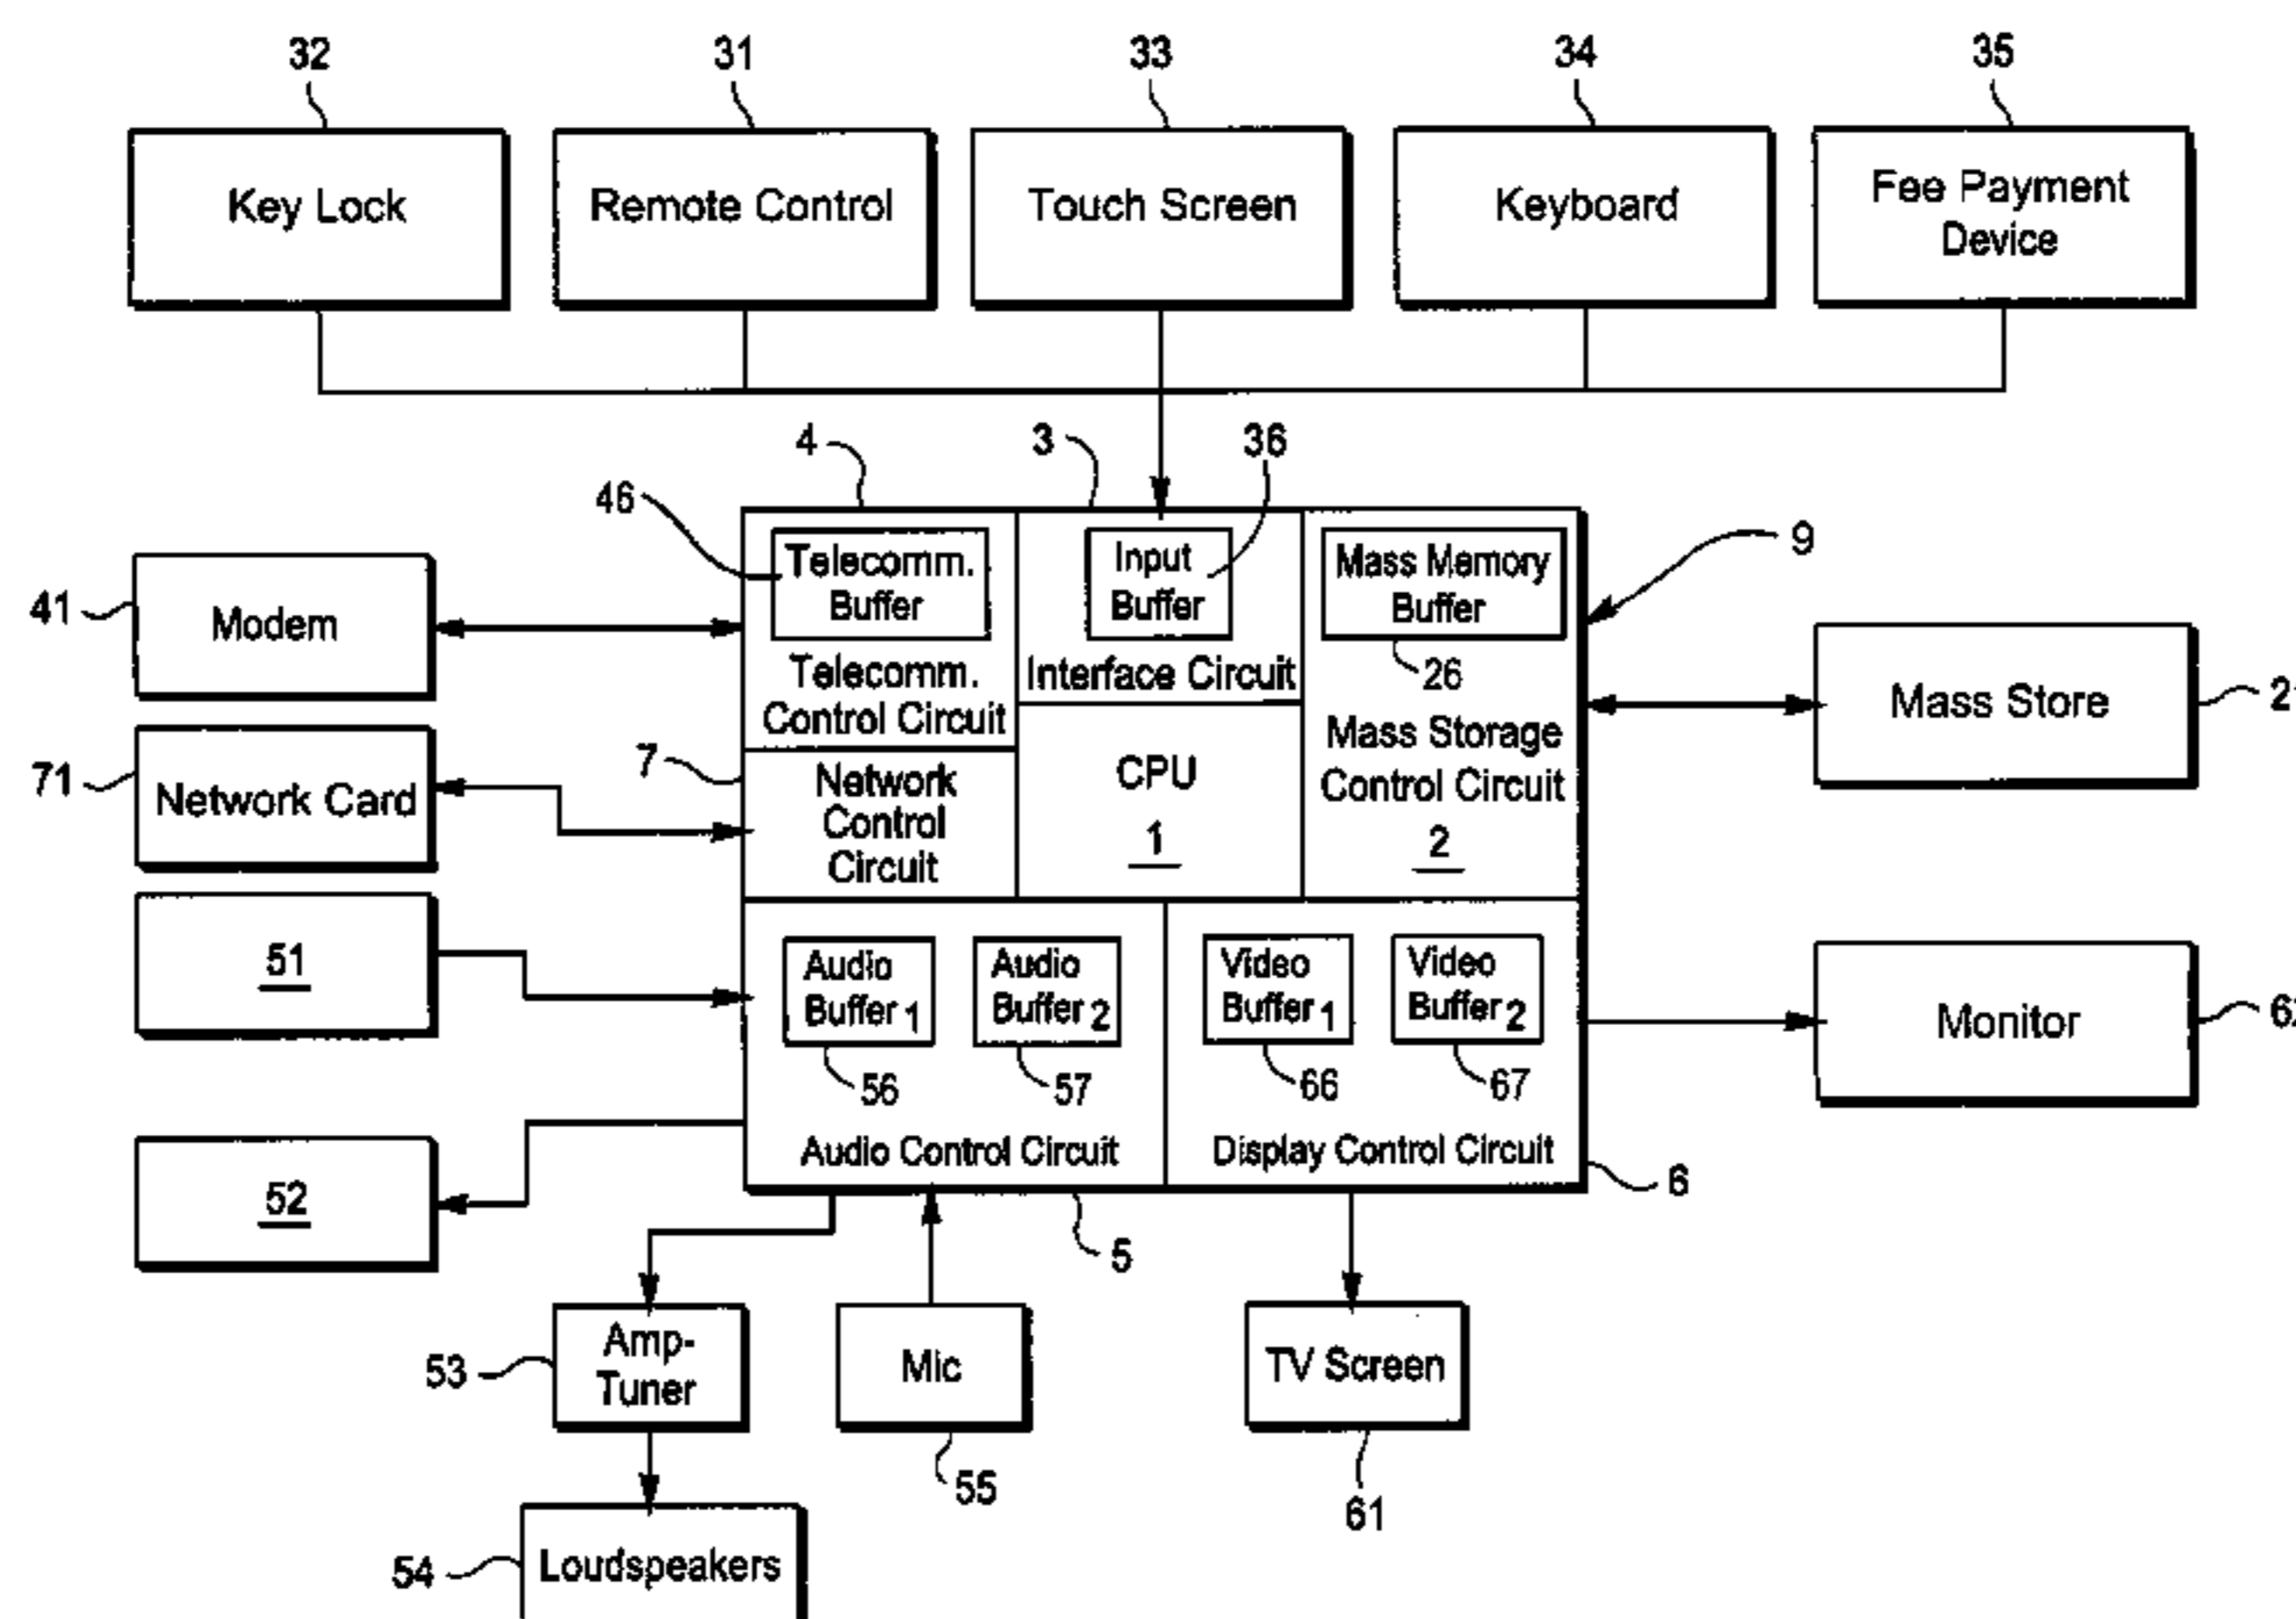 32
31
33
34
35
Key Lock
Remote Control
Touch Screen
Keyboard
Fee Payment
Device
4
3
36
46
9
Telecomm.
Buffer
Input
Buffer
Mass Memory
Buffer
41
Modem
Telecomm.
Control Circuit
Interface Circuit
26
Mass Storage
Control Circuit
2
Mass Store
2
7
71
Network Card
Network
Control
Circuit
CPU
1
51
Audio
Buffer 1
Audio
Buffer 2
Video
Buffer 1
Video
Buffer 2
Monitor
56
57
66
67
Audio Control Circuit
Display Control Circuit
6
52
5
53
Amp-
Tuner
Mic
TV Screen
55
61
54
Loudspeakers